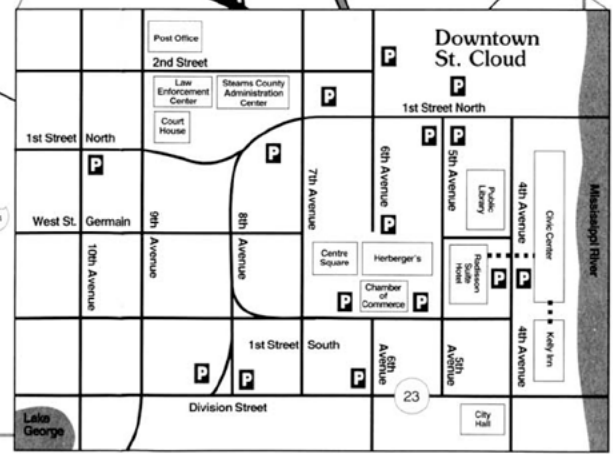 Downtown
St. Cloud
Post Office
2nd Street
Law
Enforcement
Center
Stearns County
Administration
Center
Court
House
P
P
P
P
1st Street North
1st Street North
P
P
P
P
7th Avenue
6th Avenue
5th Avenue
Public
Library
4th Avenue
Civic Center
Mississippi River
West St. Germain
10th Avenue
9th Avenue
8th Avenue
P
Centre
Square
Herberger's
Chamber
of
Commerce
P
P
Radisson
Suite
Hotel
P
P
1st Street South
6th
Avenue
5th
Avenue
4th Avenue
Kelly Inn
P
P
P
Division Street
23
Lake
George
City
Hall